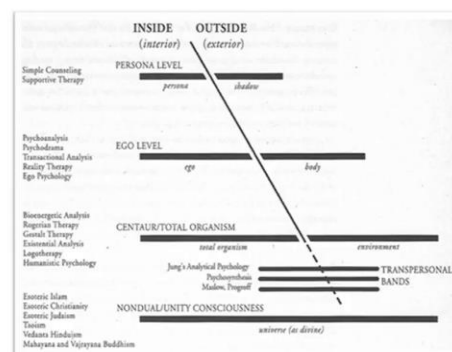 INSIDE OUTSIDE
(interior) (exterior)
PERSONA LEVEL
Simple Counseling
Supportive Therapy
persona shadow
Psychoanalysis
Psychodrama
Transactional Analysis
Reality Therapy
Ego Psychology
EGO LEVEL
ego body
Bioenergetic Analysis
Rogerian Therapy
Gestalt Therapy
Existential Analysis
Logotherapy
Humanistic Psychology
CENTAUR/TOTAL ORGANISM
total organism environment
Jung's Analytical Psychology
Psychosynthesis
Maslow, Progoff
TRANSPERSONAL
BANDS
Esoteric Islam
Esoteric Christianity
Esoteric Judaism
Taoism
Vedanta Hinduism
Mahayana and Vajrayana Buddhism
NONDUAL/UNITY CONSCIOUSNESS
universe (as divine)